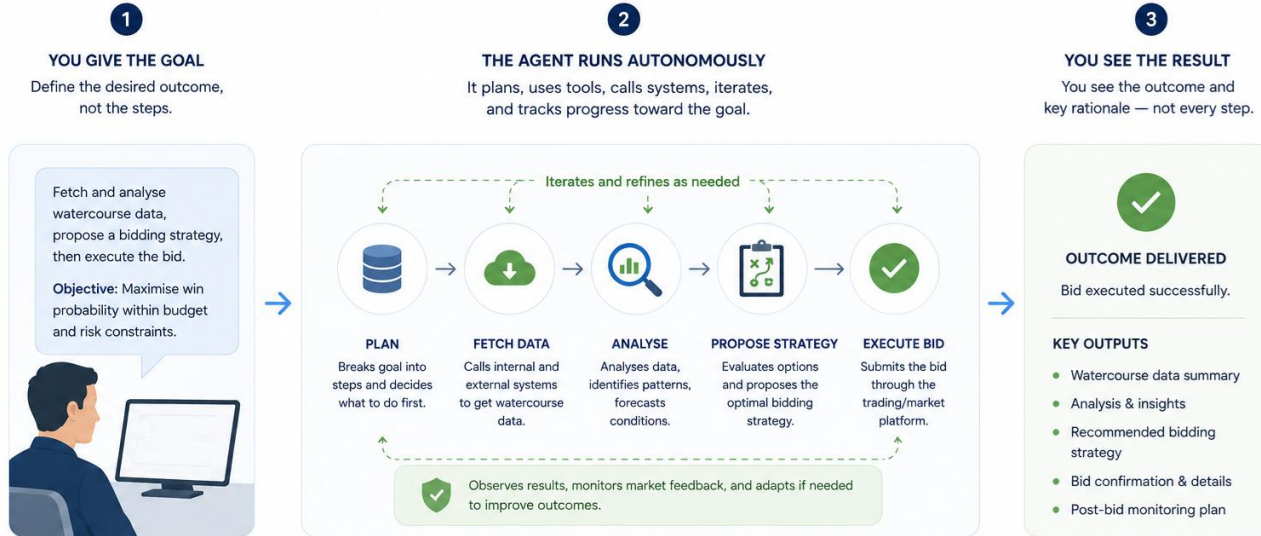 1
YOU GIVE THE GOAL
Define the desired outcome,
not the steps.
Fetch and analyse
watercourse data,
propose a bidding strategy,
then execute the bid.
Objective: Maximise win
probability within budget
and risk constraints.
2
THE AGENT RUNS AUTONOMOUSLY
It plans, uses tools, calls systems, iterates,
and tracks progress toward the goal.
Iterates and refines as needed
PLAN
Breaks goal into
steps and decides
what to do first.
FETCH DATA
Calls internal and
external systems
to get watercourse
data.
ANALYSE
Analyses data,
identifies patterns,
forecasts
conditions.
PROPOSE STRATEGY
Evaluates options
and proposes the
optimal bidding
strategy.
EXECUTE BID
Submits the bid
through the
trading/market
platform.
Observes results, monitors market feedback, and adapts if needed
to improve outcomes.
3
YOU SEE THE RESULT
You see the outcome and
key rationale — not every step.
OUTCOME DELIVERED
Bid executed successfully.
KEY OUTPUTS
• Watercourse data summary
• Analysis & insights
• Recommended bidding
strategy
• Bid confirmation & details
• Post-bid monitoring plan